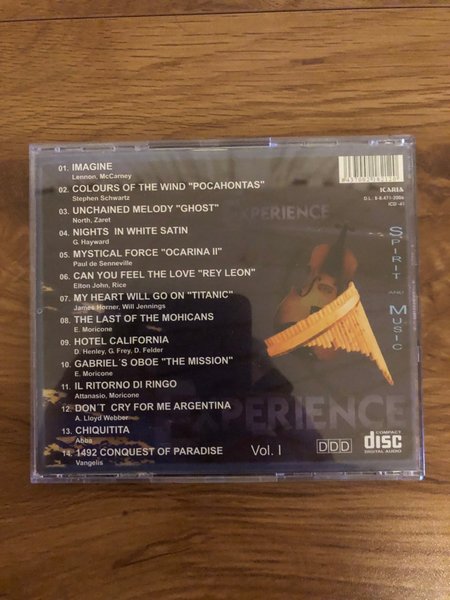 01. IMAGINE
Lennon, McCarney
02. COLOURS OF THE WIND "POCAHONTAS"
Stephen Schwartz
03. UNCHAINED MELODY "GHOST"
North, Zaret
04. NIGHTS IN WHITE SATIN
G. Hayward
05. MYSTICAL FORCE "OCARINA II"
Paul de Senneville
06. CAN YOU FEEL THE LOVE "REY LEON"
Elton John, Rice
07. MY HEART WILL GO ON "TITANIC"
James Horner, Will Jennings
08. THE LAST OF THE MOHICANS
E. Moricone
09. HOTEL CALIFORNIA
D. Henley, G. Frey, D. Felder
10. GABRIEL´S OBOE "THE MISSION"
E. Moricone
11. IL RITORNO DI RINGO
Attanasio, Moricone
12. DON´T CRY FOR ME ARGENTINA
A. Lloyd Webber
13. CHIQUITITA
Abba
14. 1492 CONQUEST OF PARADISE
Vangelis
Vol. I
ICARIA
ICD -41
EXPERIENCE
SPIRIT AND MUSIC
PERIENCE
DDD
COMPACT
disc
DIGITAL AUDIO